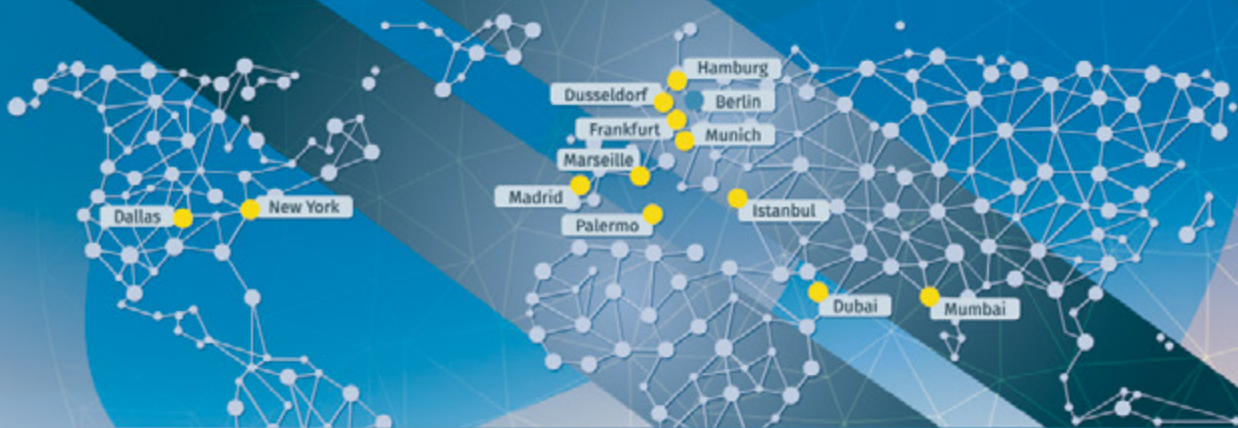 Hamburg
Dusseldorf
Berlin
Frankfurt
Munich
Marseille
Madrid
Dallas
New York
Istanbul
Palermo
Dubai
Mumbai